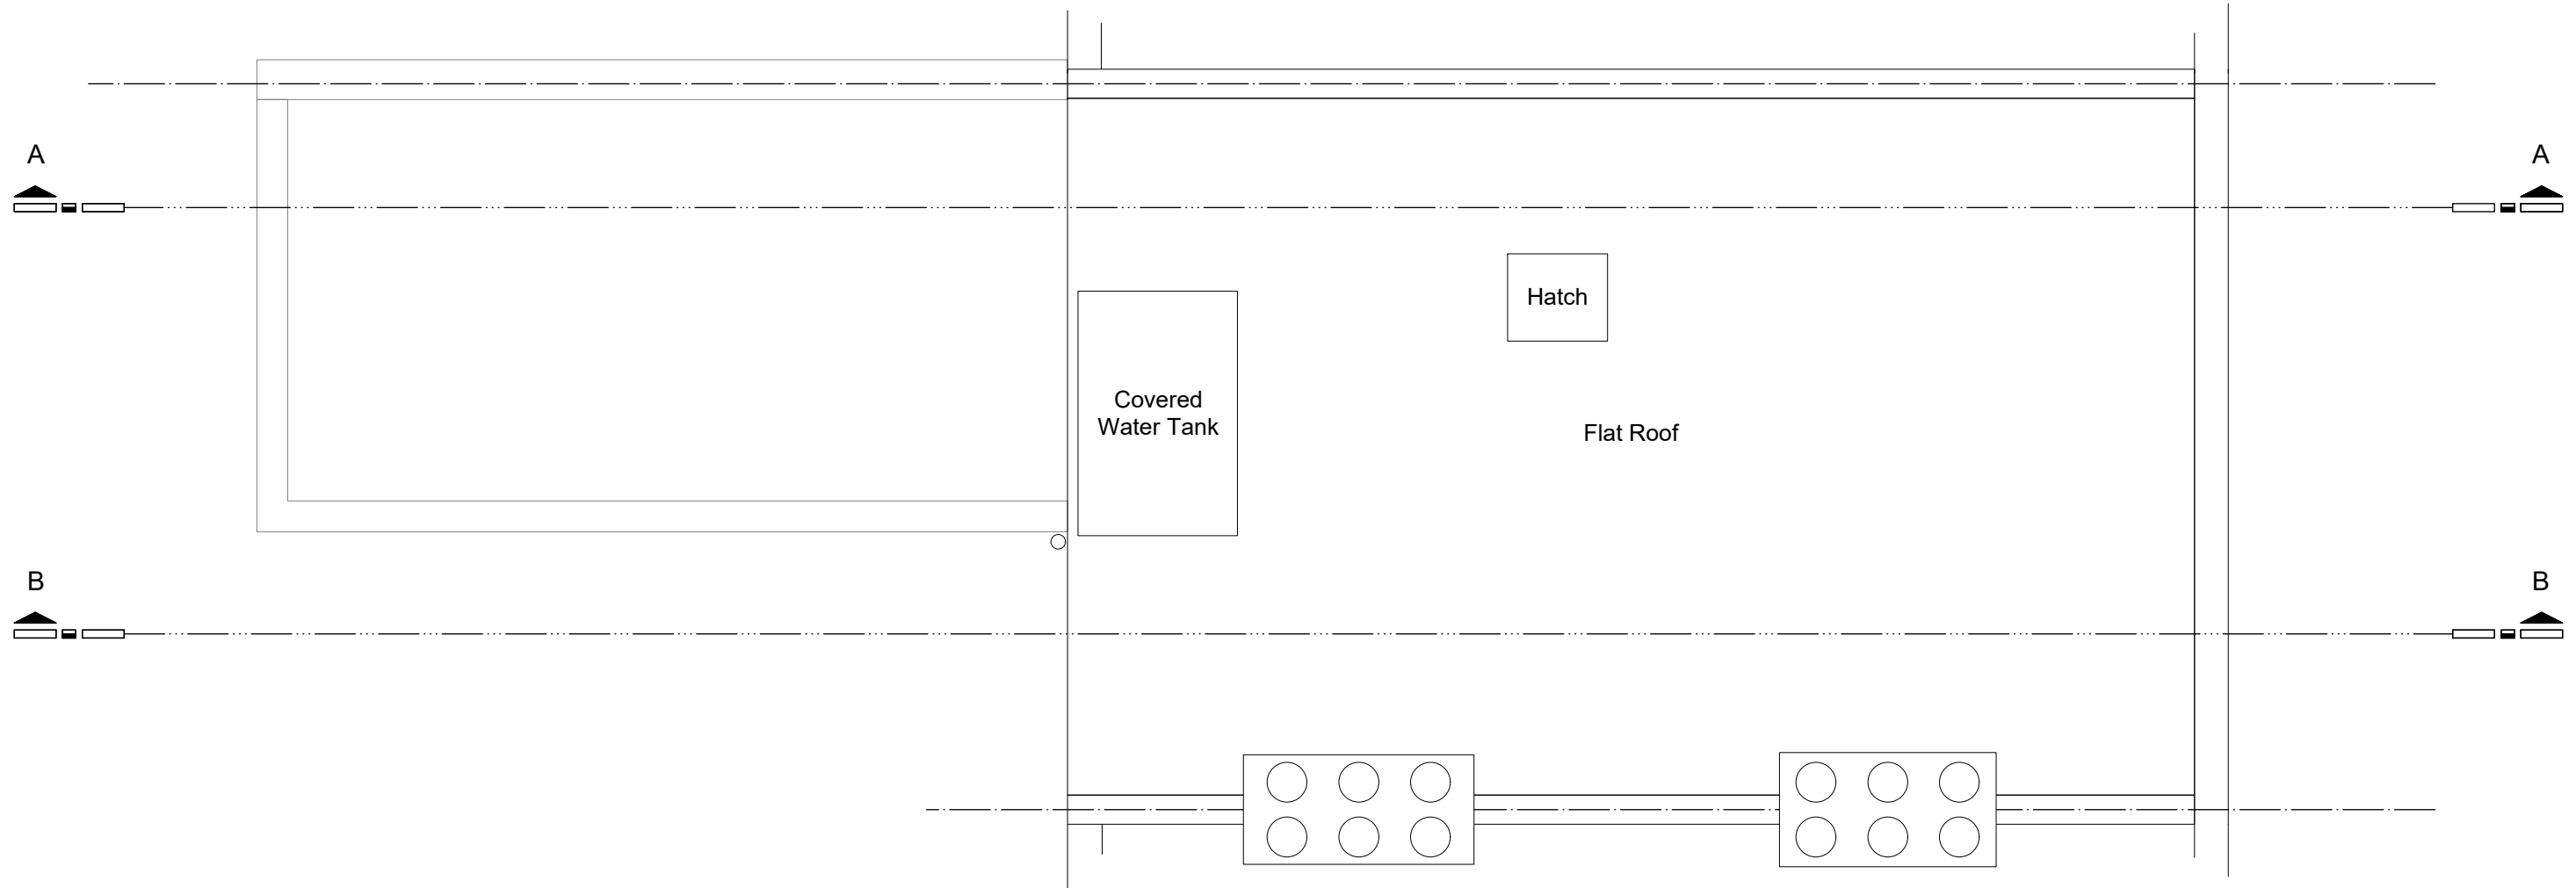 A
A
Hatch
Covered
Water Tank
Flat Roof
B
B